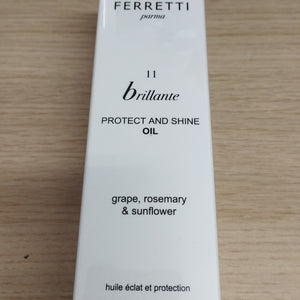 FERRETTI
parma
11
brillante
PROTECT AND SHINE
OIL
grape, rosemary
& sunflower
huile éclat et protection